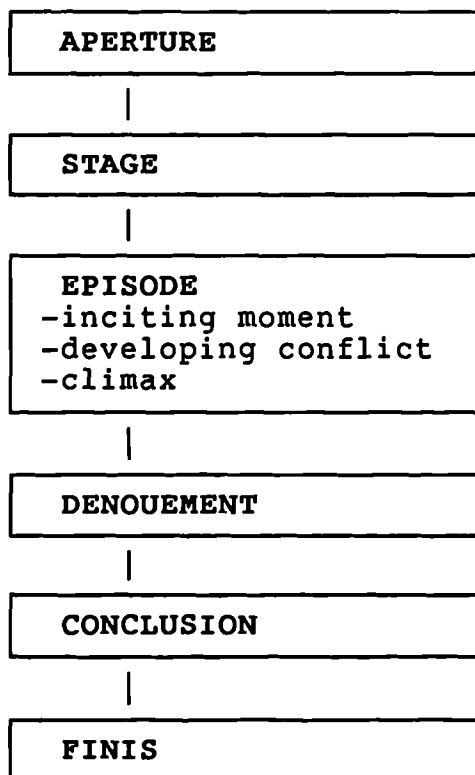 APERTURE
STAGE
EPISODE
-inciting moment
-developing conflict
-climax
DENOUEMENT
CONCLUSION
FINIS